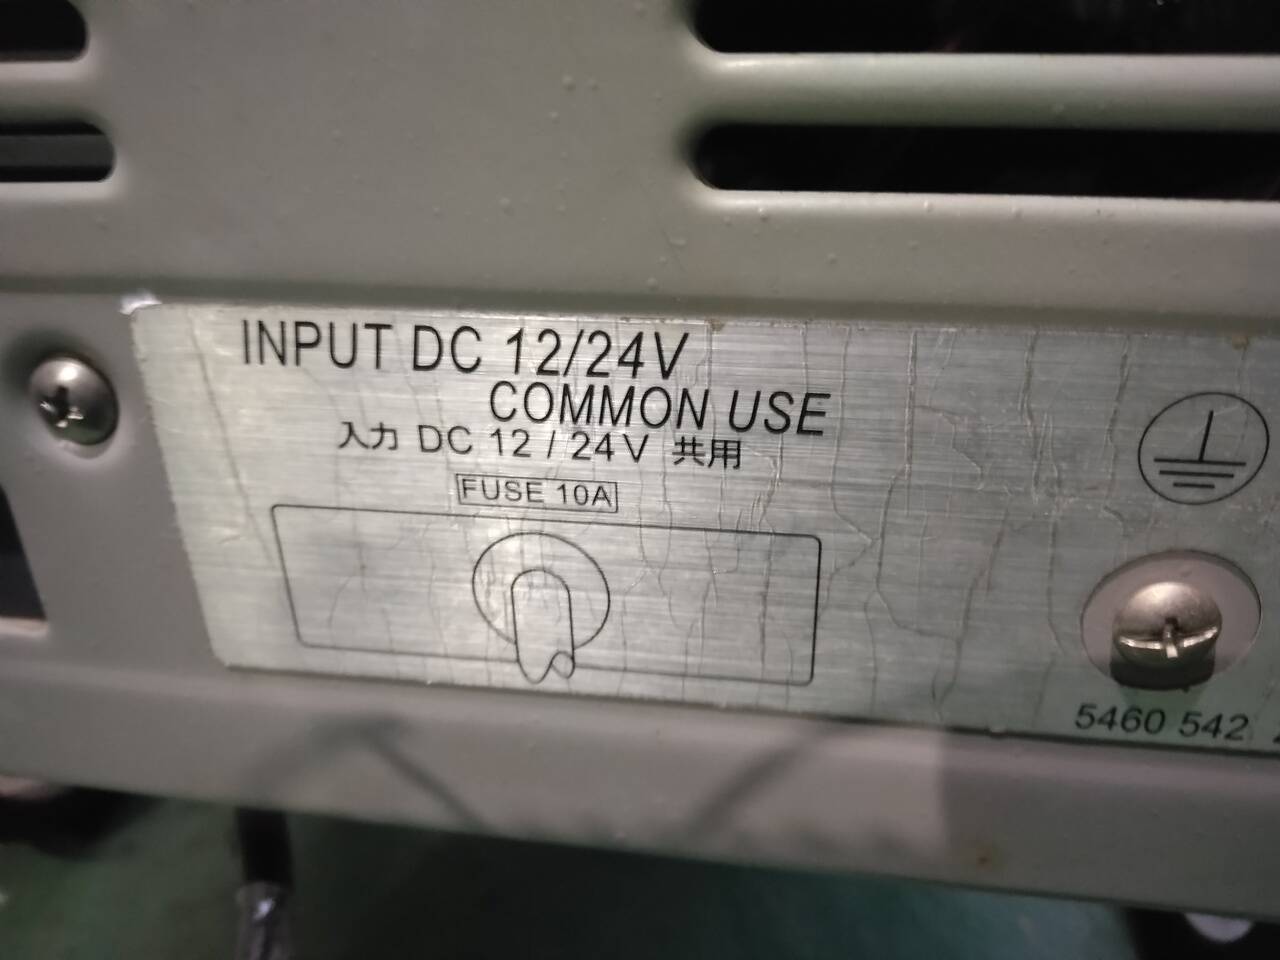 INPUT DC 12/24V
COMMON USE
入力 DC 12 / 24V 共用
FUSE 10A
5460 542